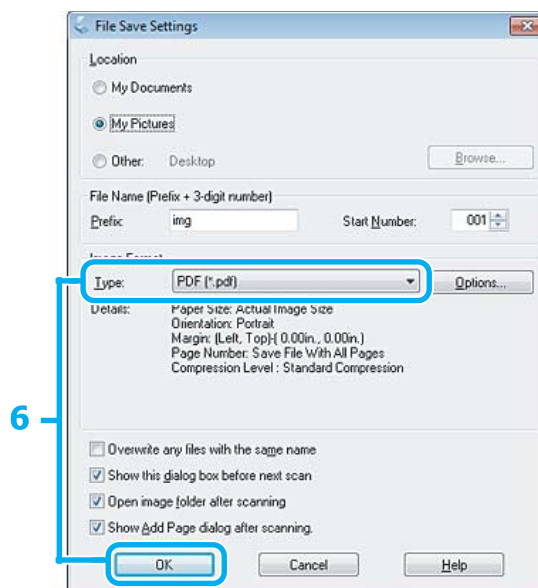 File Save Settings
Location
My Documents
My Pictures
Other: Desktop Browse...
File Name (Prefix + 3-digit number)
Prefix: img Start Number: 001
Image Format
Type: PDF (*.pdf) Options...
Details: Paper Size: Actual Image Size
Orientation: Portrait
Margin: (Left, Top)-( 0.00in., 0.00in.)
Page Number: Save File With All Pages
Compression Level : Standard Compression
6
Overwrite any files with the same name
Show this dialog box before next scan
Open image folder after scanning
Show Add Page dialog after scanning.
OK Cancel Help